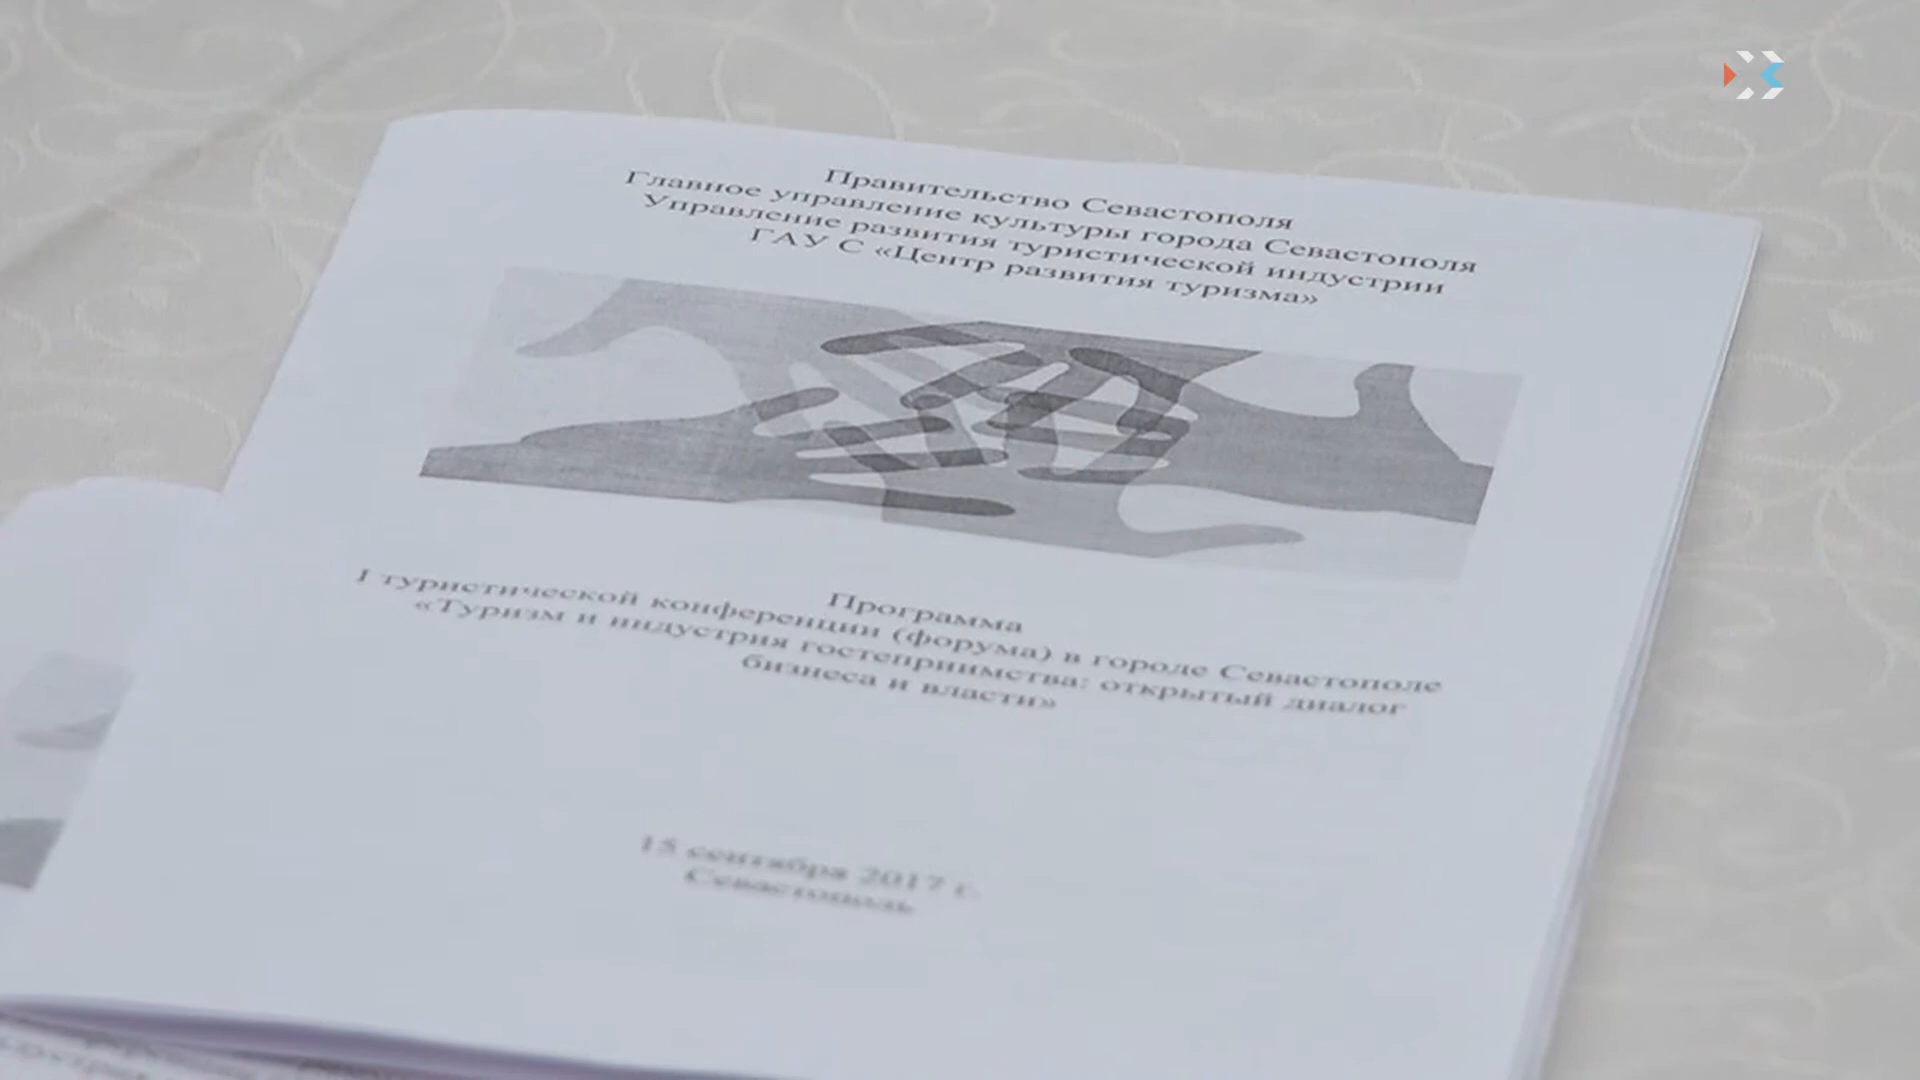 Правительство Севастополя
Главное управление культуры города Севастополя
Управление развития туристической индустрии
ГАУ С «Центр развития туризма»
Программа
I туристической конференции (форума) в городе Севастополе
«Туризм и индустрия гостеприимства: открытый диалог
бизнеса и власти»
15 сентября 2017 г.
Севастополь